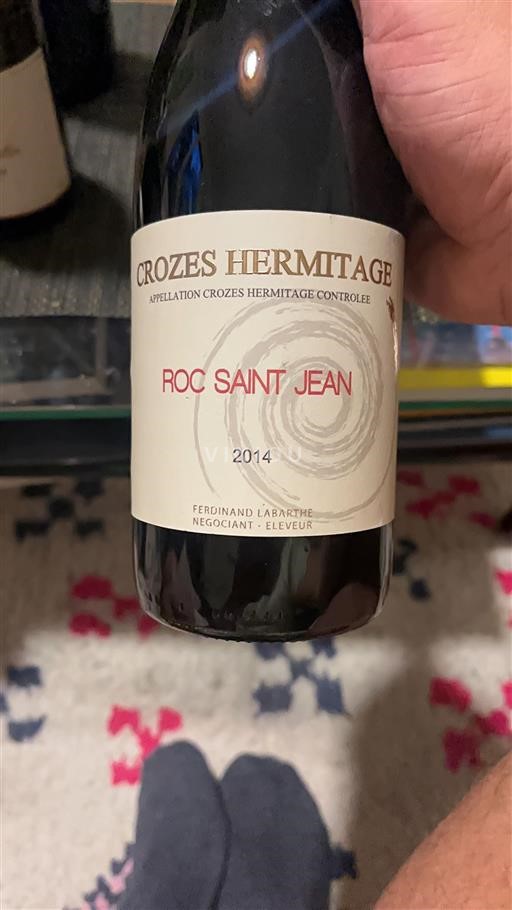 CROZES HERMITAGE
APPELLATION CROZES HERMITAGE CONTROLEE
ROC SAINT JEAN
2014
FERDINAND LABARTHE
NEGOCIANT - ELEVEUR